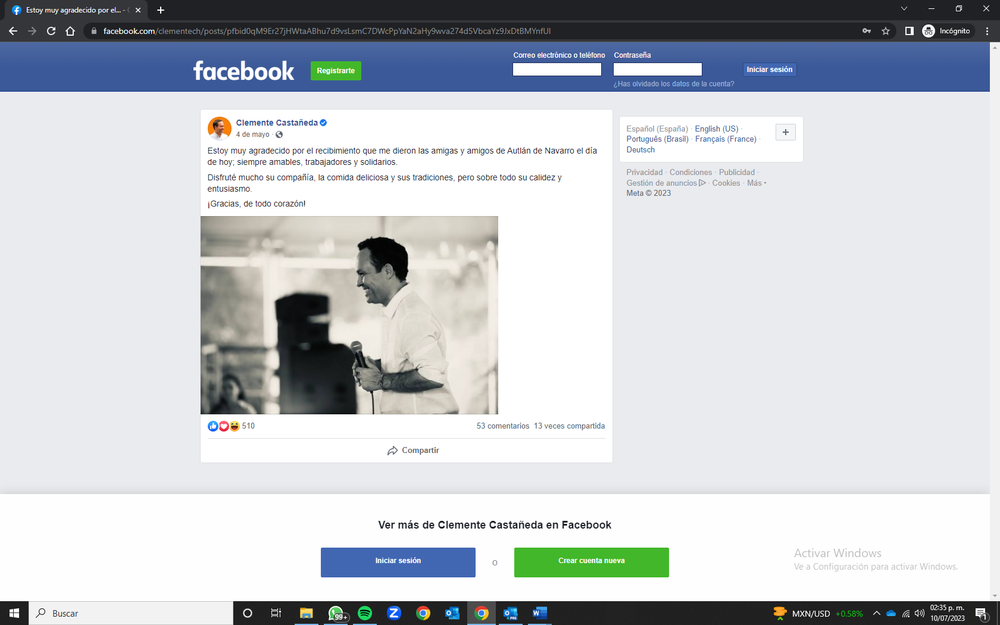 Estoy muy agradecido por el... - 
facebook.com/clementech/posts/pfbid0qM9Er27jHWtaABhu7d9vsLsmC7DWcPpYaN2aHy9wva274d5VbcaYz9JxDtBMYnfUl
Incógnito
facebook
Registrarte
Correo electrónico o teléfono
Contraseña
Iniciar sesión
¿Has olvidado los datos de la cuenta?
Clemente Castañeda
4 de mayo ·
Estoy muy agradecido por el recibimiento que me dieron las amigas y amigos de Autlán de Navarro el día
de hoy; siempre amables, trabajadores y solidarios.
Disfruté mucho su compañía, la comida deliciosa y sus tradiciones, pero sobre todo su calidez y
entusiasmo.
¡Gracias, de todo corazón!
510
53 comentarios 13 veces compartida
Compartir
Español (España) · English (US) ·
Português (Brasil) · Français (France) ·
Deutsch
Privacidad · Condiciones · Publicidad ·
Gestión de anuncios · Cookies · Más
Meta © 2023
Ver más de Clemente Castañeda en Facebook
Iniciar sesión
o
Crear cuenta nueva
Activar Windows
Ve a Configuración para activar Windows.
Buscar
99+
MXN/USD +0.58%
02:35 p. m.
10/07/2023
1